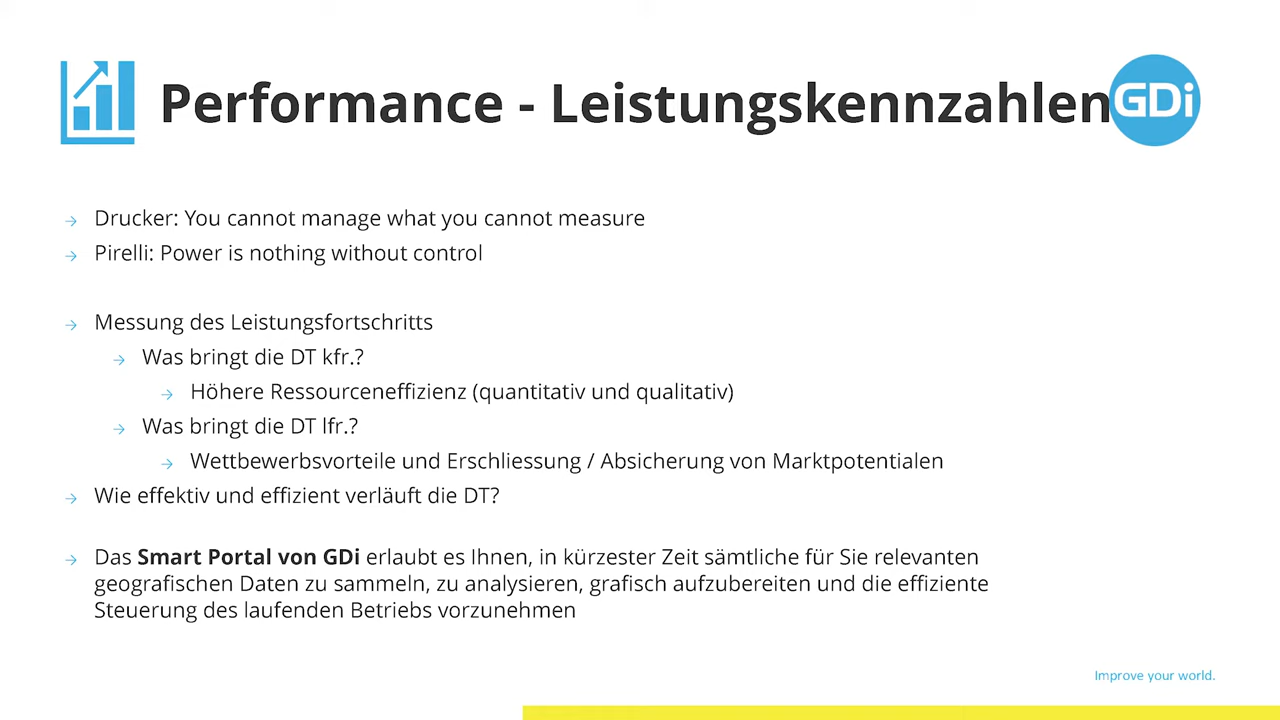 Performance - Leistungskennzahlen
GDi
→ Drucker: You cannot manage what you cannot measure
→ Pirelli: Power is nothing without control
→ Messung des Leistungsfortschritts
→ Was bringt die DT kfr.?
→ Höhere Ressourceneffizienz (quantitativ und qualitativ)
→ Was bringt die DT lfr.?
→ Wettbewerbsvorteile und Erschliessung / Absicherung von Marktpotentialen
→ Wie effektiv und effizient verläuft die DT?
→ Das Smart Portal von GDi erlaubt es Ihnen, in kürzester Zeit sämtliche für Sie relevanten
geografischen Daten zu sammeln, zu analysieren, grafisch aufzubereiten und die effiziente
Steuerung des laufenden Betriebs vorzunehmen
Improve your world.